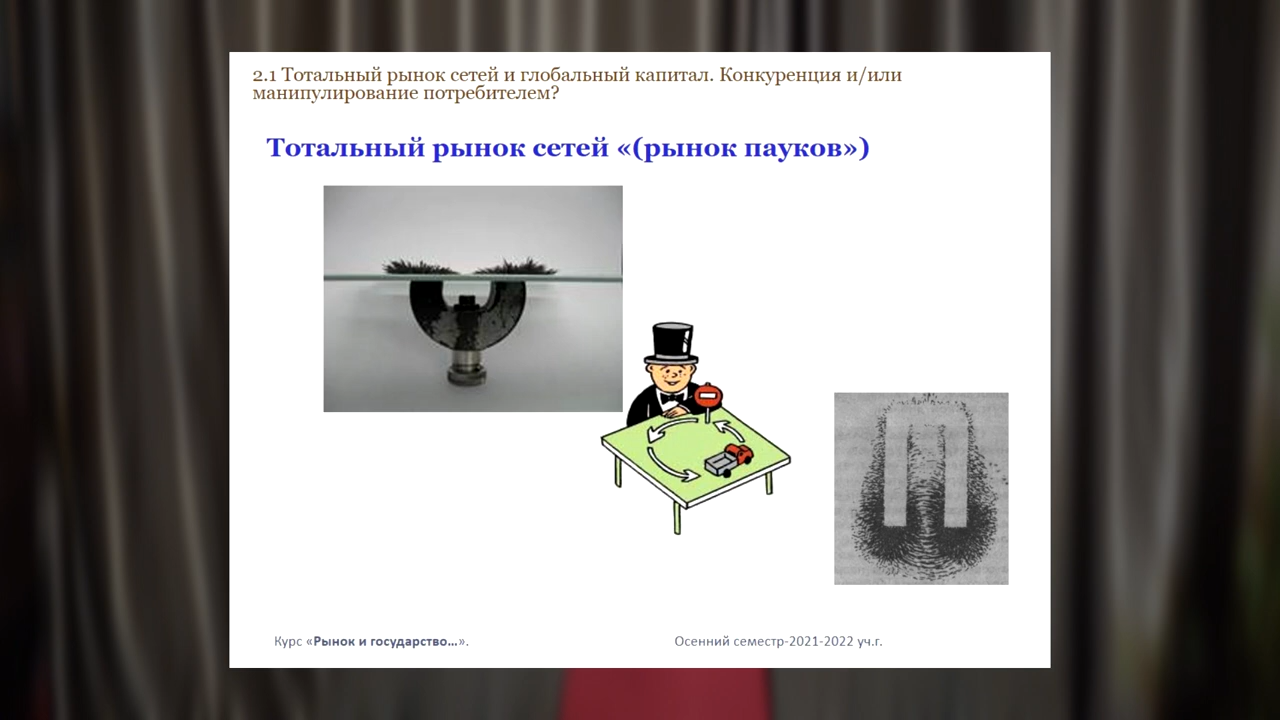 2.1 Тотальный рынок сетей и глобальный капитал. Конкуренция и/или
манипулирование потребителем?
Тотальный рынок сетей «(рынок пауков»)
Курс «Рынок и государство...».
Осенний семестр-2021-2022 уч.г.